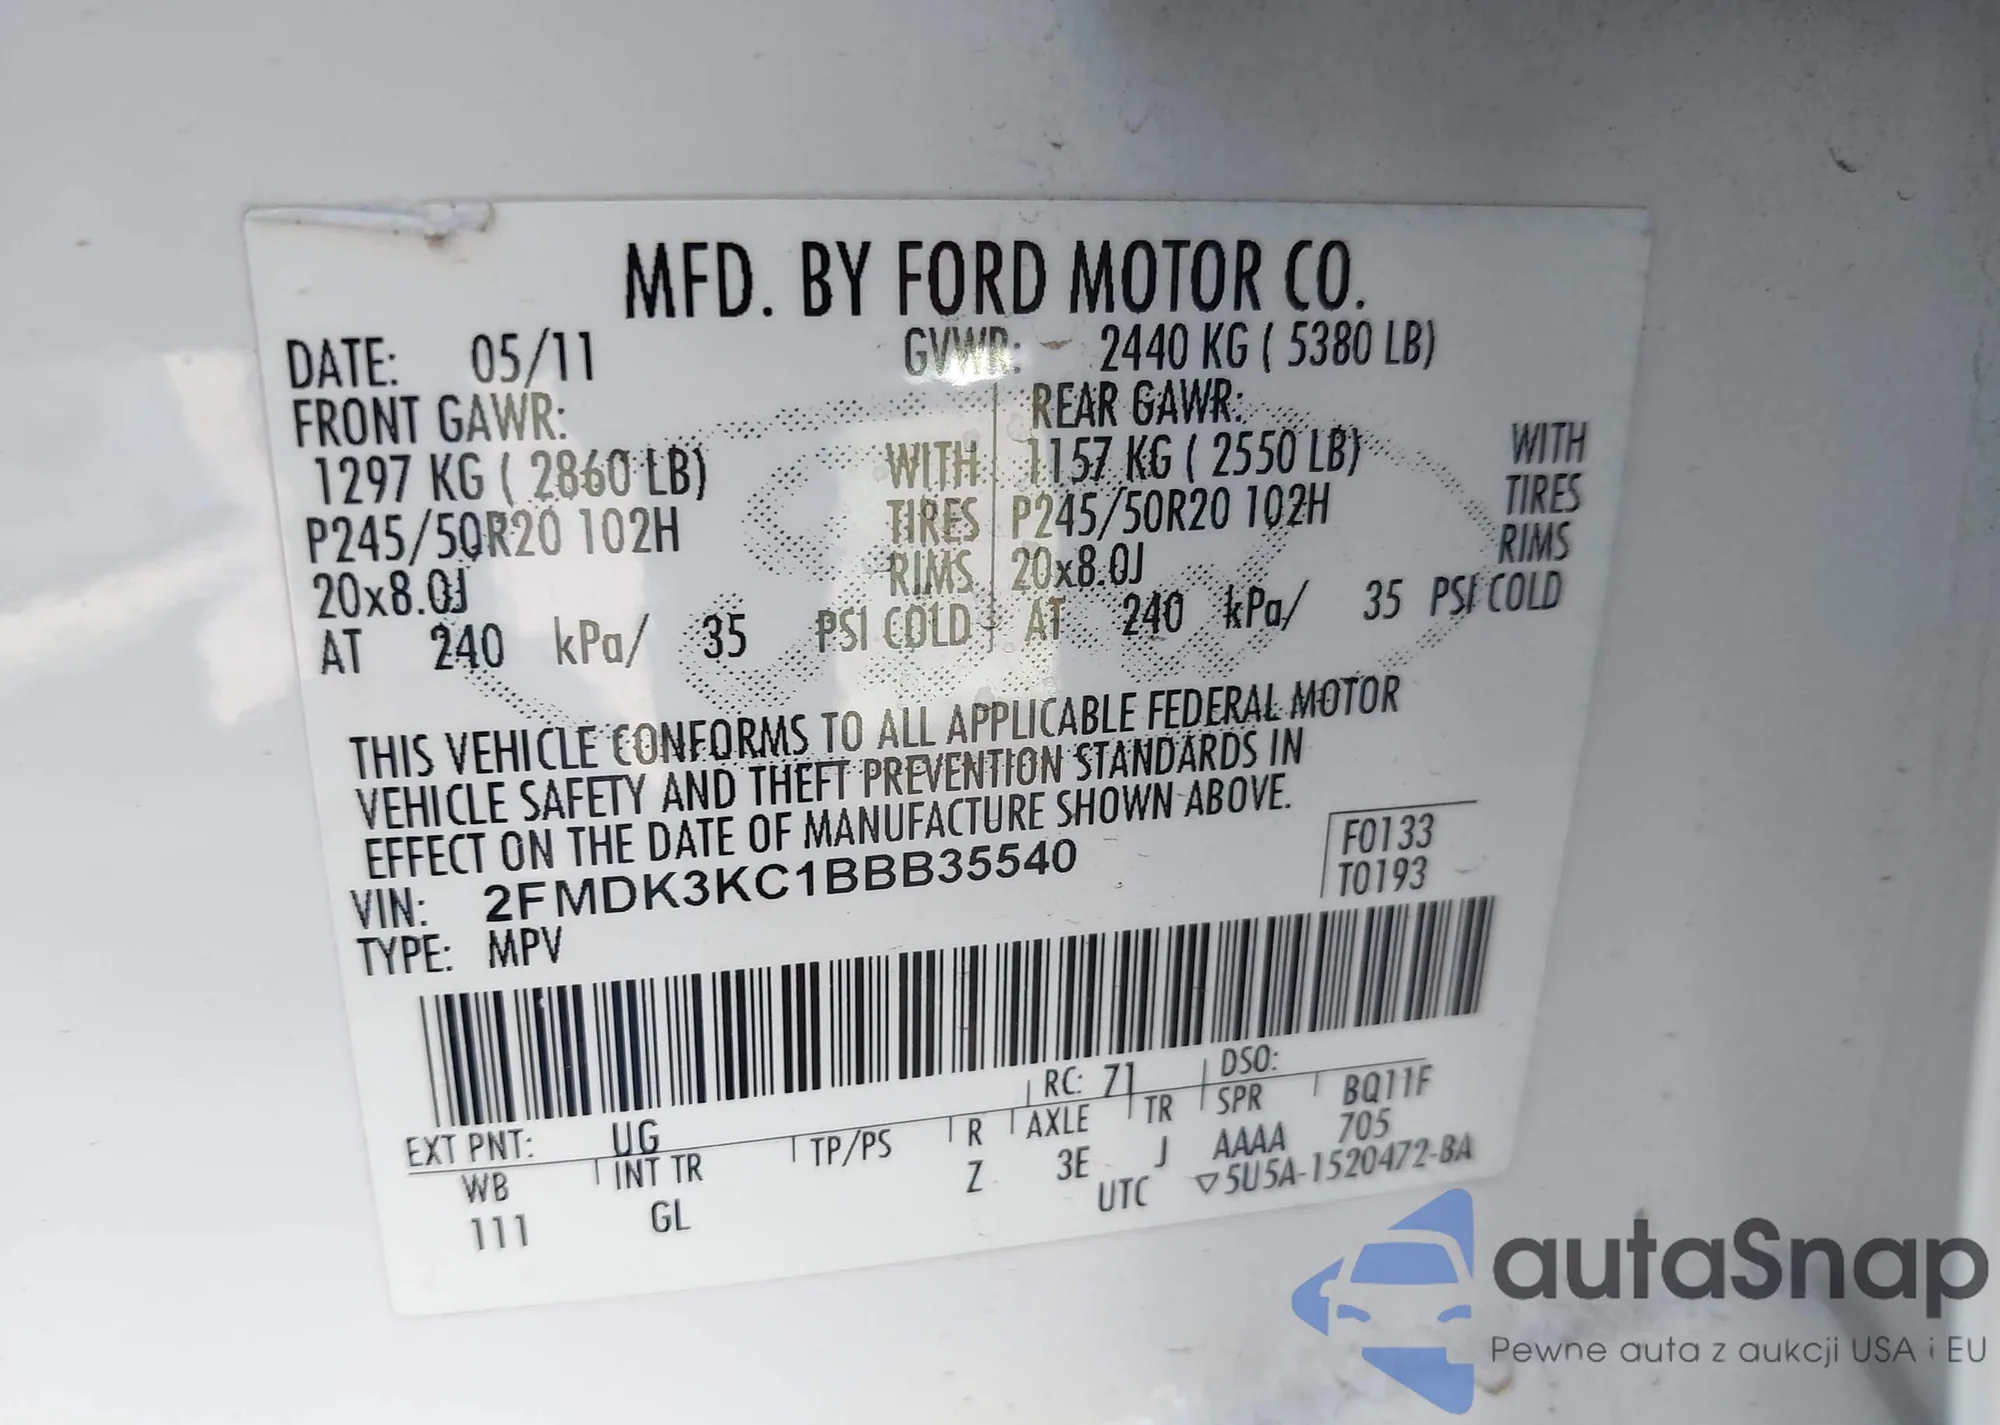 MFD. BY FORD MOTOR CO.
DATE: 05/11 GVWR: 2440 KG ( 5380 LB)
FRONT GAWR: REAR GAWR:
1297 KG ( 2860 LB) WITH 1157 KG ( 2550 LB) WITH
P245/50R20 102H TIRES P245/50R20 102H TIRES
20x8.0J RIMS 20x8.0J RIMS
AT 240 kPa/ 35 PSI COLD AT 240 kPa/ 35 PSI COLD
THIS VEHICLE CONFORMS TO ALL APPLICABLE FEDERAL MOTOR
VEHICLE SAFETY AND THEFT PREVENTION STANDARDS IN
EFFECT ON THE DATE OF MANUFACTURE SHOWN ABOVE.
VIN: 2FMDK3KC1BBB35540 F0133
TYPE: MPV T0193
EXT PNT: UG RC: 71 DSO:
WB INT TR TP/PS R AXLE TR SPR BQ11F
111 GL Z 3E J AAAA 705
UTC ▽5U5A-1520472-BA
autaSnap
Pewne auta z aukcji USA i EU